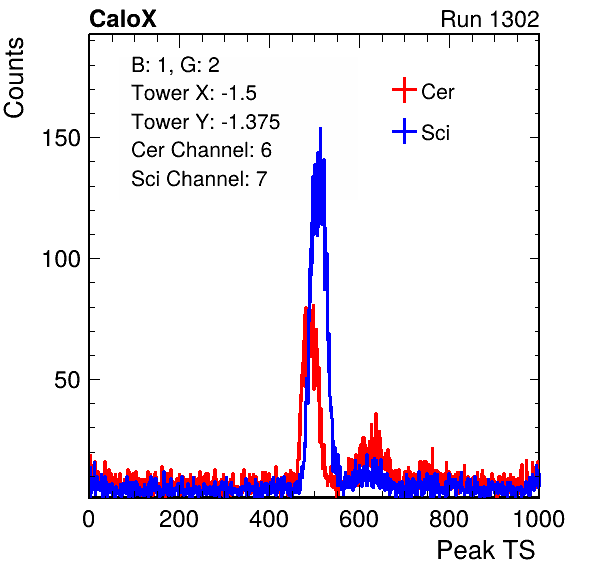 CaloX Run 1302
Counts
B: 1, G: 2
Tower X: -1.5
Tower Y: -1.375
Cer Channel: 6
Sci Channel: 7
Cer
Sci
150
100
50
0 200 400 600 800 1000
Peak TS